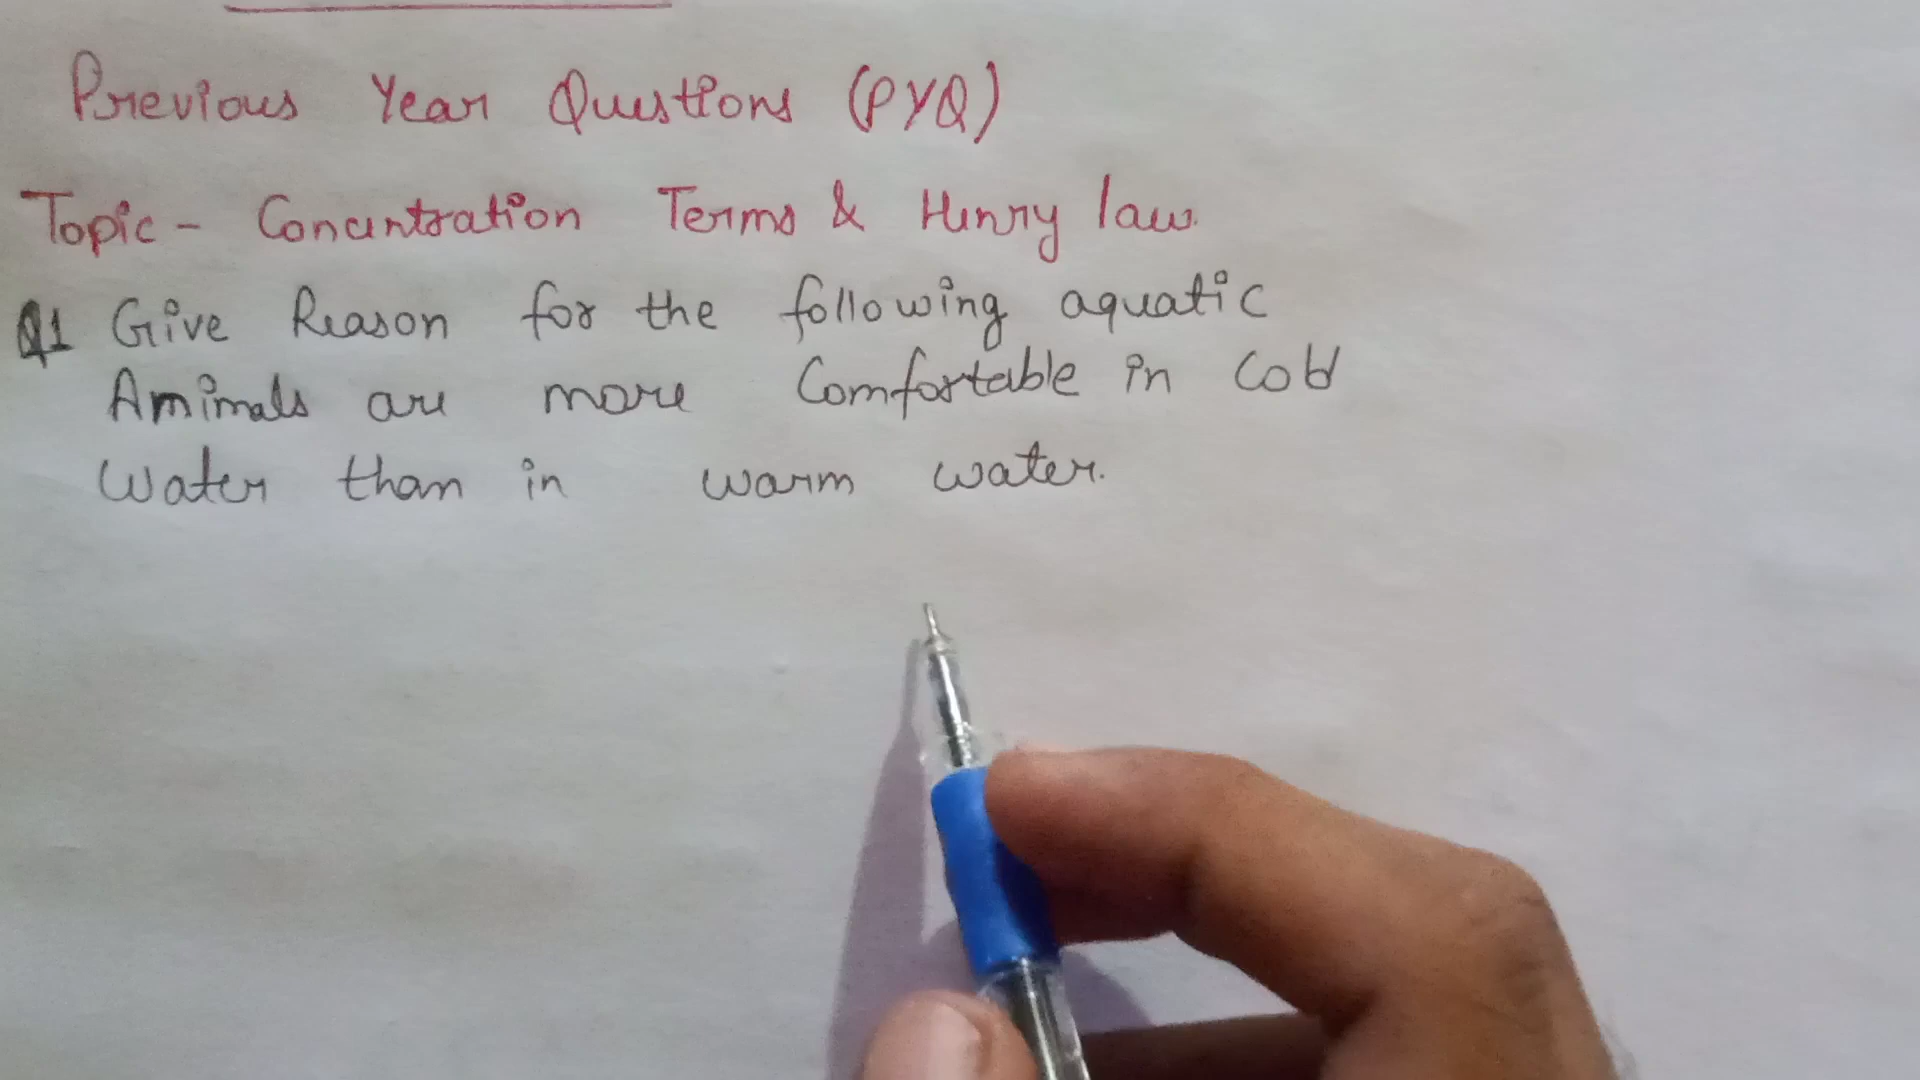 Previous Year Questions (PYQ)
Topic - Concentration Terms & Henry law.
Q1 Give Reason for the following aquatic
Animals are more Comfortable in Cold
Water than in warm water.